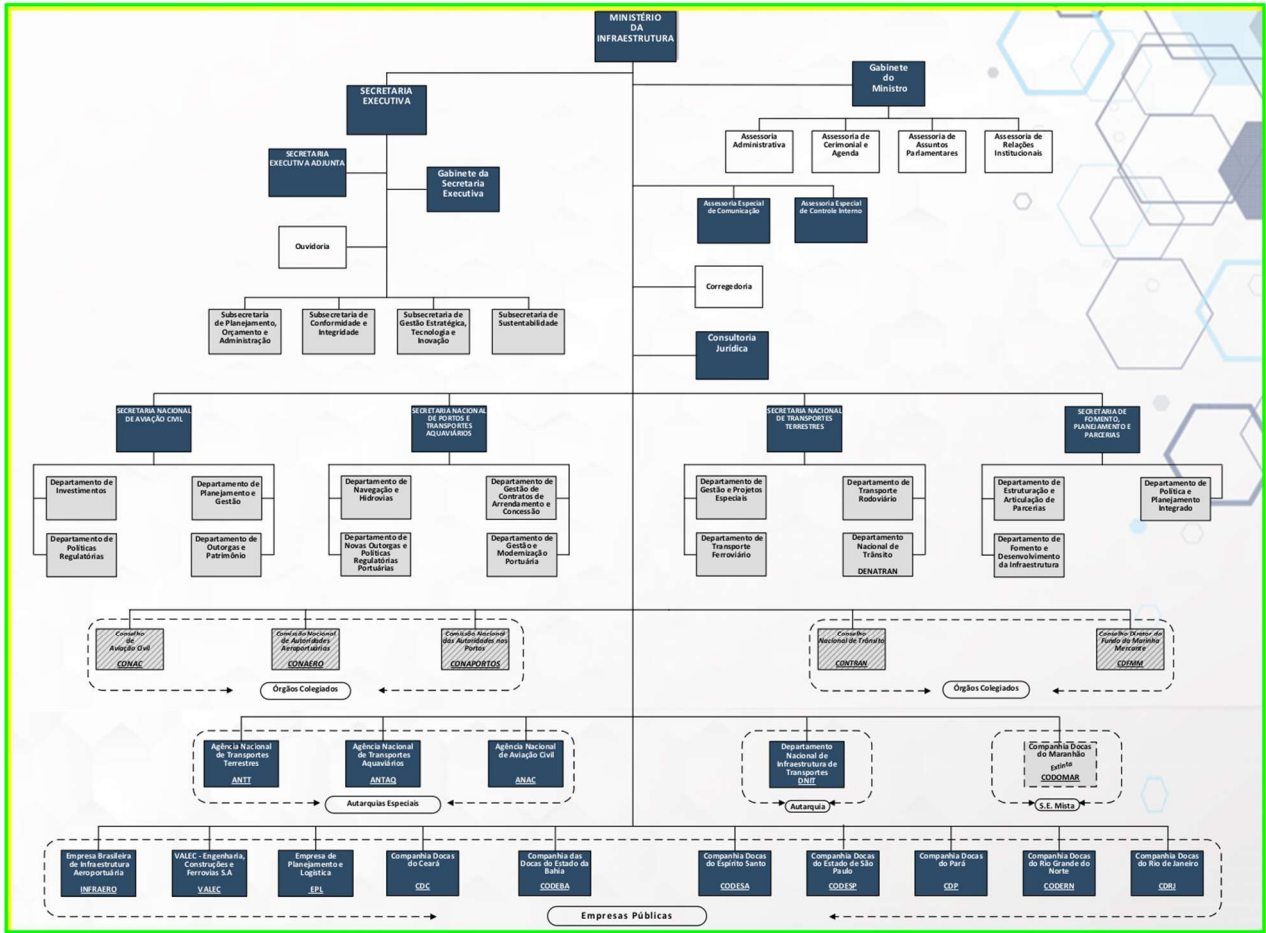 MINISTÉRIO
DA
INFRAESTRUTURA
SECRETARIA
EXECUTIVA
Gabinete
do
Ministro
Assessoria
Administrativa
Assessoria de
Cerimonial e
Agenda
Assessoria de
Assuntos
Parlamentares
Assessoria de
Relações
Institucionais
SECRETARIA
EXECUTIVA ADJUNTA
Gabinete da
Secretaria
Executiva
Assessoria Especial
de Comunicação
Assessoria Especial
de Controle Interno
Ouvidoria
Corregedoria
Subsecretaria
de Planejamento,
Orçamento e
Administração
Subsecretaria de
Conformidade e
Integridade
Subsecretaria de
Gestão Estratégica,
Tecnologia e
Inovação
Subsecretaria de
Sustentabilidade
Consultoria
Jurídica
SECRETARIA NACIONAL
DE AVIAÇÃO CIVIL
SECRETARIA NACIONAL
DE PORTOS E
TRANSPORTES
AQUAVIÁRIOS
SECRETARIA NACIONAL
DE TRANSPORTES
TERRESTRES
SECRETARIA DE
FOMENTO,
PLANEJAMENTO E
PARCERIAS
Departamento de
Investimentos
Departamento de
Planejamento e
Gestão
Departamento de
Navegação e
Hidrovias
Departamento de
Gestão de
Contratos de
Arrendamento e
Concessão
Departamento de
Gestão e Projetos
Especiais
Departamento de
Transporte
Rodoviário
Departamento de
Estruturação e
Articulação de
Parcerias
Departamento de
Política e
Planejamento
Integrado
Departamento de
Políticas
Regulatórias
Departamento de
Outorgas e
Patrimônio
Departamento de
Novas Outorgas e
Políticas
Regulatórias
Portuárias
Departamento de
Gestão e
Modernização
Portuária
Departamento de
Transporte
Ferroviário
Departamento
Nacional de
Trânsito
DENATRAN
Departamento de
Fomento e
Desenvolvimento
da Infraestrutura
Conselho
de
Aviação Civil
CONAC
Comissão Nacional
de Autoridades
Aeroportuárias
CONAERO
Comissão Nacional
das Autoridades nos
Portos
CONAPORTOS
Conselho
Nacional de Trânsito
CONTRAN
Conselho Diretor do
Fundo da Marinha
Mercante
CDFMM
Órgãos Colegiados
Órgãos Colegiados
Agência Nacional
de Transportes
Terrestres
ANTT
Agência Nacional
de Transportes
Aquaviários
ANTAQ
Agência Nacional
de Aviação Civil
ANAC
Departamento
Nacional de
Infraestrutura de
Transportes
DNIT
Companhia Docas
do Maranhão
Extinta
CODOMAR
Autarquias Especiais
Autarquia
S.E. Mista
Empresa Brasileira
de Infraestrutura
Aeroportuária
INFRAERO
VALEC - Engenharia,
Construções e
Ferrovias S.A
VALEC
Empresa de
Planejamento e
Logística
EPL
Companhia Docas
do Ceará
CDC
Companhia das
Docas do Estado da
Bahia
CODEBA
Companhia Docas
do Espírito Santo
CODESA
Companhia Docas
do Estado de São
Paulo
CODESP
Companhia Docas
do Pará
CDP
Companhia Docas
do Rio Grande do
Norte
CODERN
Companhia Docas
do Rio de Janeiro
CDRJ
Empresas Públicas